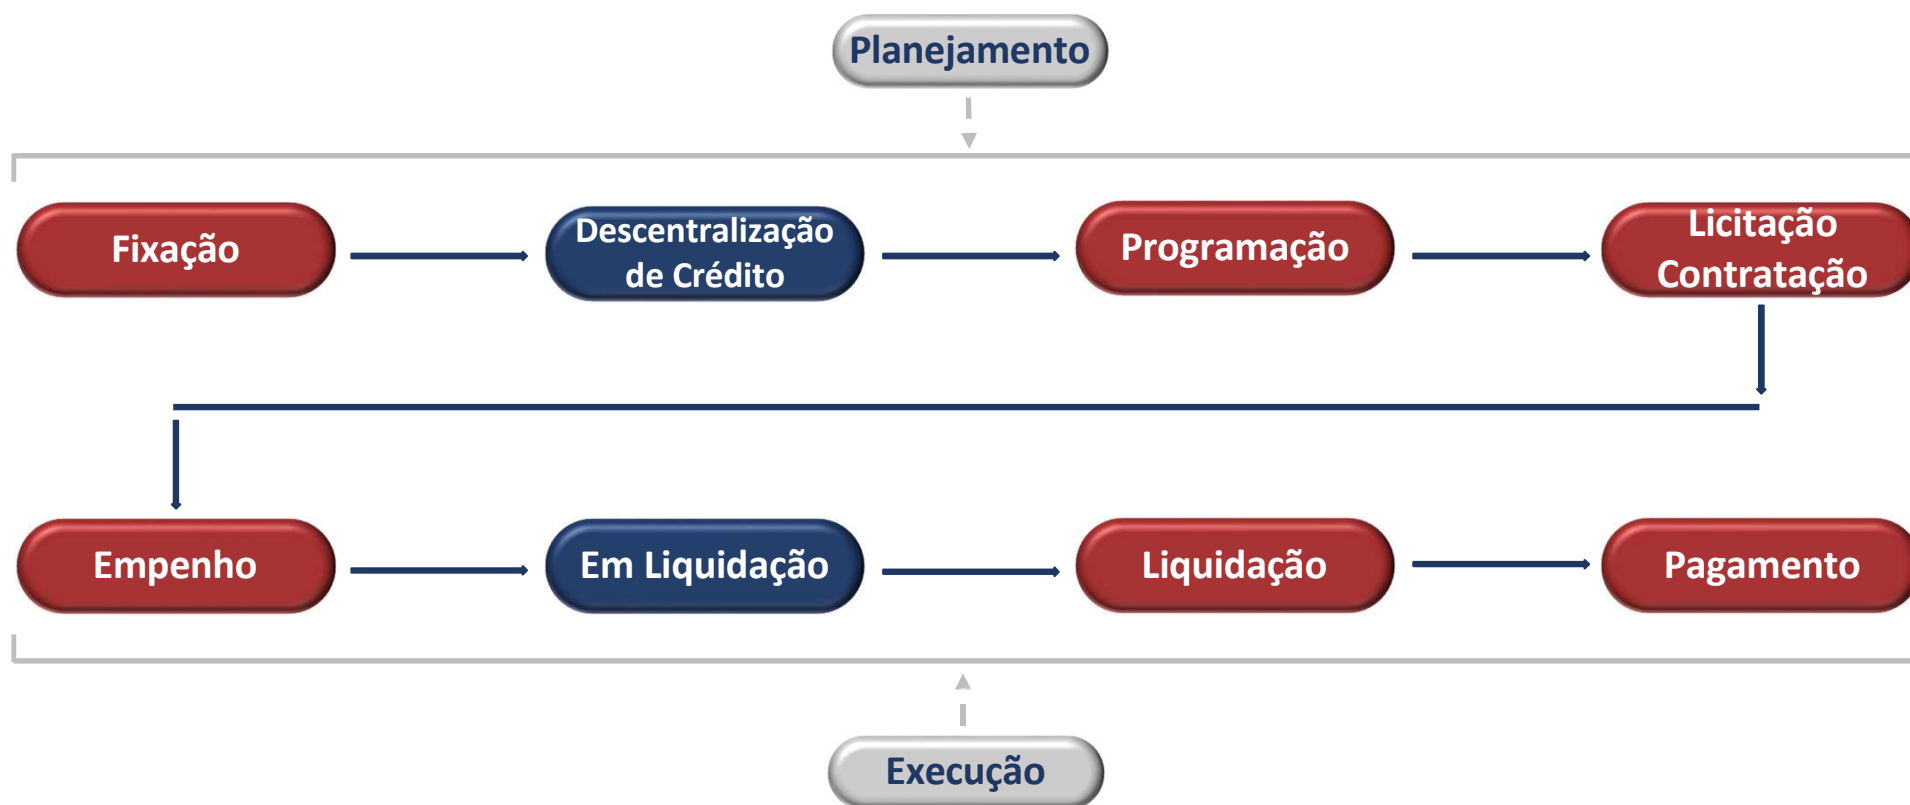 Planejamento
Fixação
Descentralização
de Crédito
Programação
Licitação
Contratação
Empenho
Em Liquidação
Liquidação
Pagamento
Execução